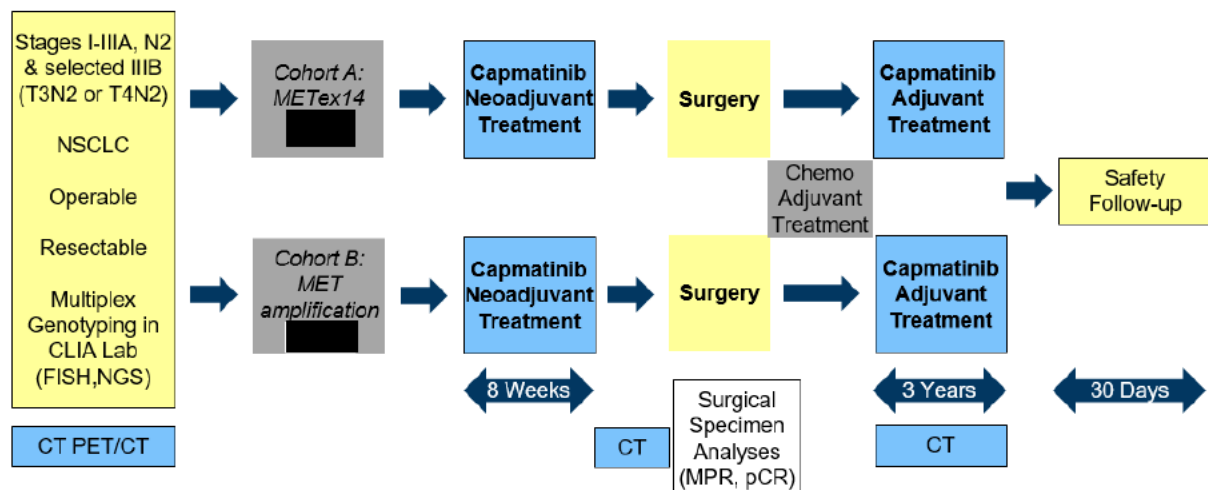 Stages I-IIIA, N2
& selected IIIB
(T3N2 or T4N2)
NSCLC
Operable
Resectable
Multiplex
Genotyping in
CLIA Lab
(FISH,NGS)
CT PET/CT
Cohort A:
METex14
Capmatinib
Neoadjuvant
Treatment
Surgery
Capmatinib
Adjuvant
Treatment
Chemo
Adjuvant
Treatment
Safety
Follow-up
Cohort B:
MET
amplification
Capmatinib
Neoadjuvant
Treatment
Surgery
Capmatinib
Adjuvant
Treatment
8 Weeks
3 Years
30 Days
CT
Surgical
Specimen
Analyses
(MPR, pCR)
CT